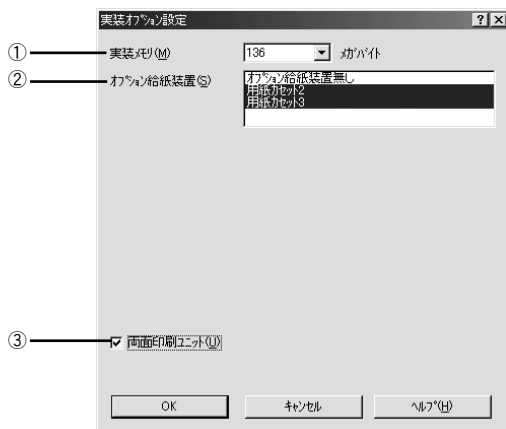 実装ｵﾌﾟｼｮﾝ設定
① 実装ﾒﾓﾘ(M) 136 ﾒｶﾞﾊﾞｲﾄ
② ｵﾌﾟｼｮﾝ給紙装置(S) ｵﾌﾟｼｮﾝ給紙装置無し
用紙ｶｾｯﾄ2
用紙ｶｾｯﾄ3
③ 両面印刷ﾕﾆｯﾄ(U)
OK ｷｬﾝｾﾙ ﾍﾙﾌﾟ(H)